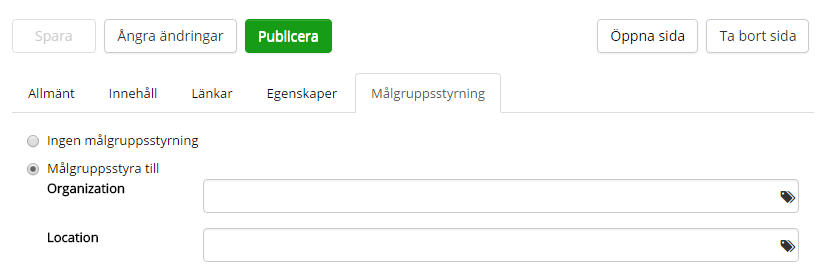 Spara Ångra ändringar Publicera Öppna sida Ta bort sida
Allmänt Innehåll Länkar Egenskaper Målgruppsstyrning
Ingen målgruppsstyrning
Målgruppsstyra till
Organization
Location